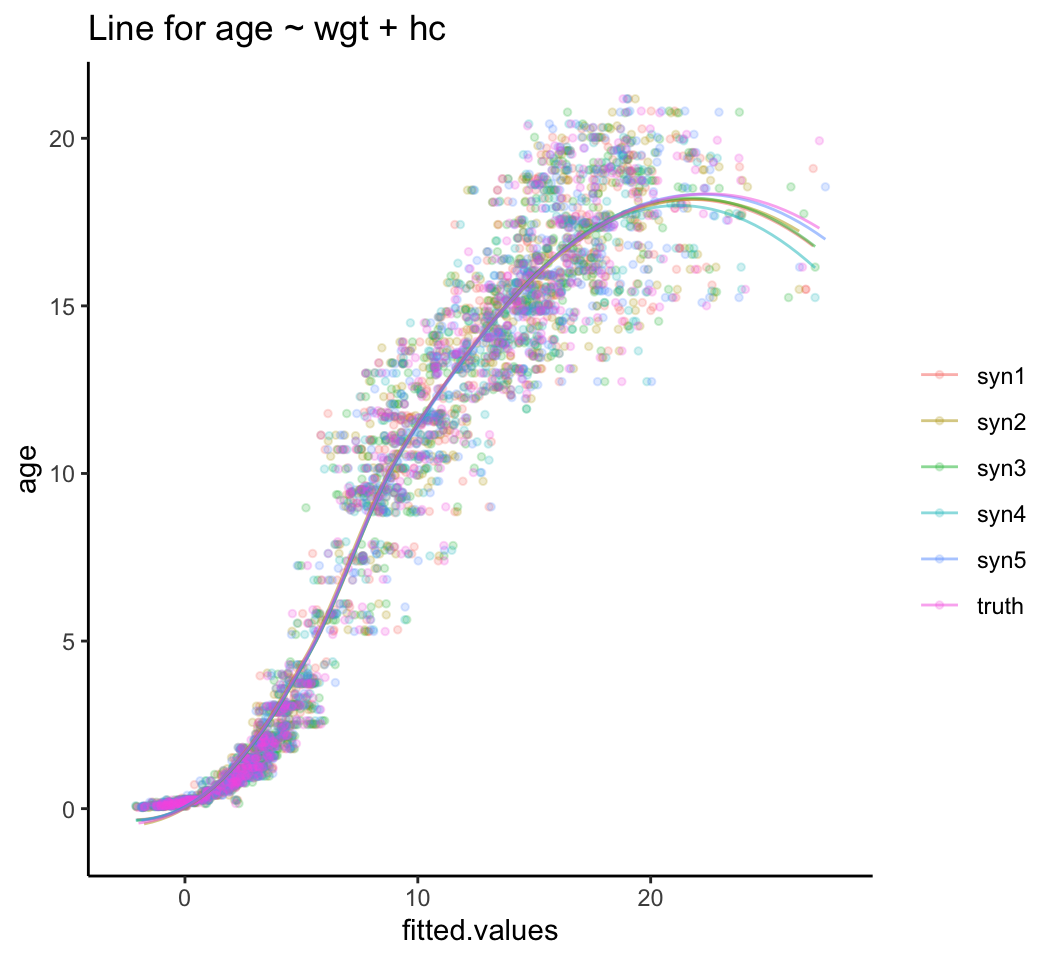 Line for age ~ wgt + hc
20
15
10
5
0
age
0 10 20
fitted.values
syn1
syn2
syn3
syn4
syn5
truth